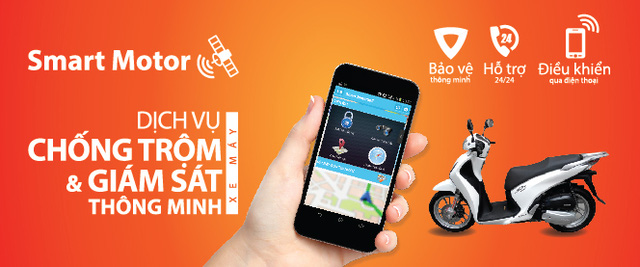 Smart Motor
DỊCH VỤ
CHỐNG TRỘM
& GIÁM SÁT
THÔNG MINH
XE MÁY
24
Bảo vệ
thông minh
Hỗ trợ
24/24
Điều khiển
qua điện thoại